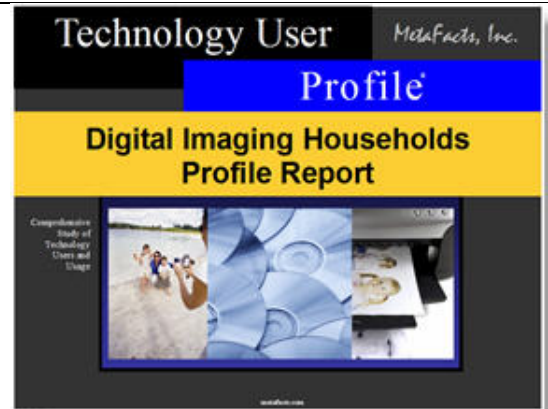 Technology User
MetaFacts, Inc.
Profile
Digital Imaging Households
Profile Report
Comprehensive
Study of
Technology
Users and
Usage
metafacts.com